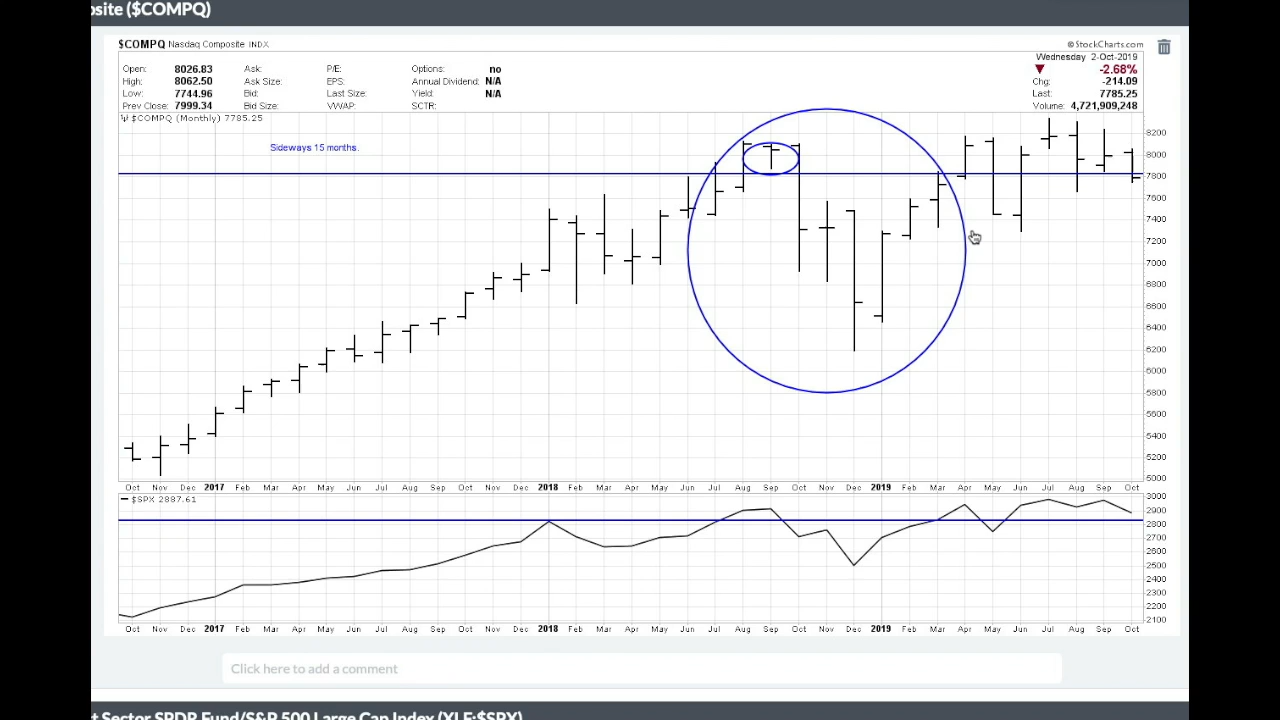 osite ($COMPQ)
$COMPQ Nasdaq Composite INDX
© StockCharts.com
Wednesday 2-Oct-2019
Open: 8026.83 Ask: P/E: Options: no
▼ -2.68%
High: 8062.50 Ask Size: EPS: Annual Dividend: N/A
Chg: -214.09
Low: 7744.96 Bid: Last Size: Yield: N/A
Last: 7785.25
Prev Close: 7999.34 Bid Size: VWAP: SCTR:
Volume: 4,721,909,248
$COMPQ (Monthly) 7785.25
Sideways 15 months.
8200
8000
7800
7600
7400
7200
7000
6800
6600
6400
6200
6000
5800
5600
5400
5200
5000
Oct Nov Dec 2017 Feb Mar Apr May Jun Jul Aug Sep Oct Nov Dec 2018 Feb Mar Apr May Jun Jul Aug Sep Oct Nov Dec 2019 Feb Mar Apr May Jun Jul Aug Sep Oct
$SPX 2887.61
3000
2900
2800
2700
2600
2500
2400
2300
2200
2100
Oct Nov Dec 2017 Feb Mar Apr May Jun Jul Aug Sep Oct Nov Dec 2018 Feb Mar Apr May Jun Jul Aug Sep Oct Nov Dec 2019 Feb Mar Apr May Jun Jul Aug Sep Oct
Click here to add a comment
t Sector SPDR Fund/S&P 500 Large Cap Index (XLF:$SPX)